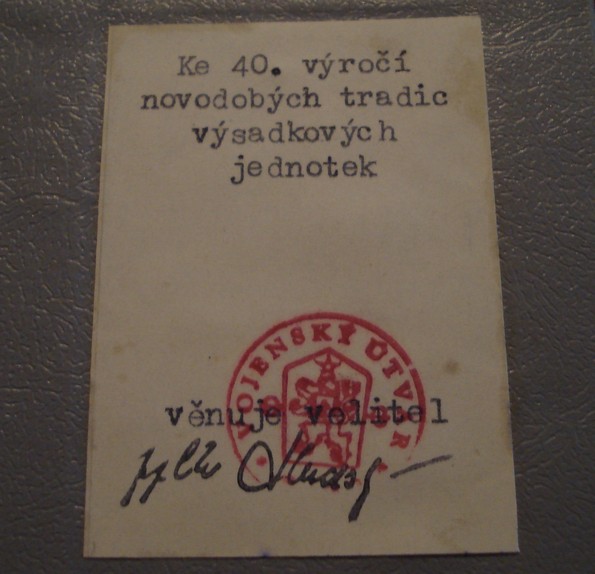 Ke 40. výročí
novodobých tradic
výsadkových
jednotek
VOJENSKÝ ÚTVAR
věnuje velitel